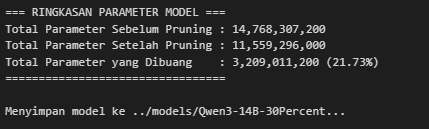 === RINGKASAN PARAMETER MODEL ===
Total Parameter Sebelum Pruning : 14,768,307,200
Total Parameter Setelah Pruning : 11,559,296,000
Total Parameter yang Dibuang    : 3,209,011,200 (21.73%)
=================================

Menyimpan model ke ../models/Qwen3-14B-30Percent...